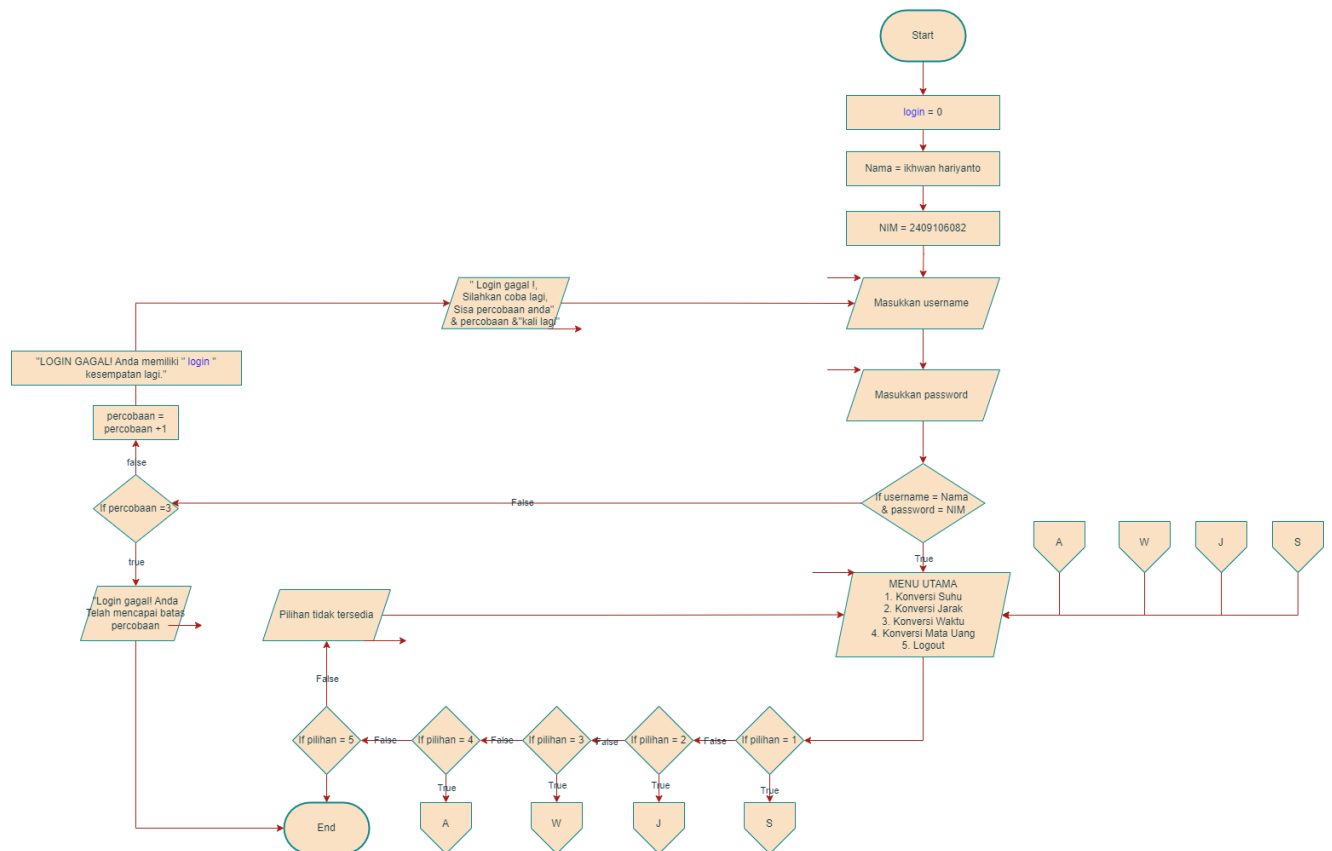 Start
login = 0
Nama = ikhwan hariyanto
NIM = 2409106082
" Login gagal !,
Silahkan coba lagi,
Sisa percobaan anda"
& percobaan &"kali lagi"
Masukkan username
"LOGIN GAGAL! Anda memiliki " login "
kesempatan lagi."
Masukkan password
percobaan =
percobaan +1
false
If percobaan =3
False
If username = Nama
& password = NIM
true
True
A
W
J
S
"Login gagal! Anda
Telah mencapai batas
percobaan
Pilihan tidak tersedia
MENU UTAMA
1. Konversi Suhu
2. Konversi Jarak
3. Konversi Waktu
4. Konversi Mata Uang
5. Logout
False
If pilihan = 5
False
If pilihan = 4
False
If pilihan = 3
False
If pilihan = 2
False
If pilihan = 1
True
True
True
True
End
A
W
J
S